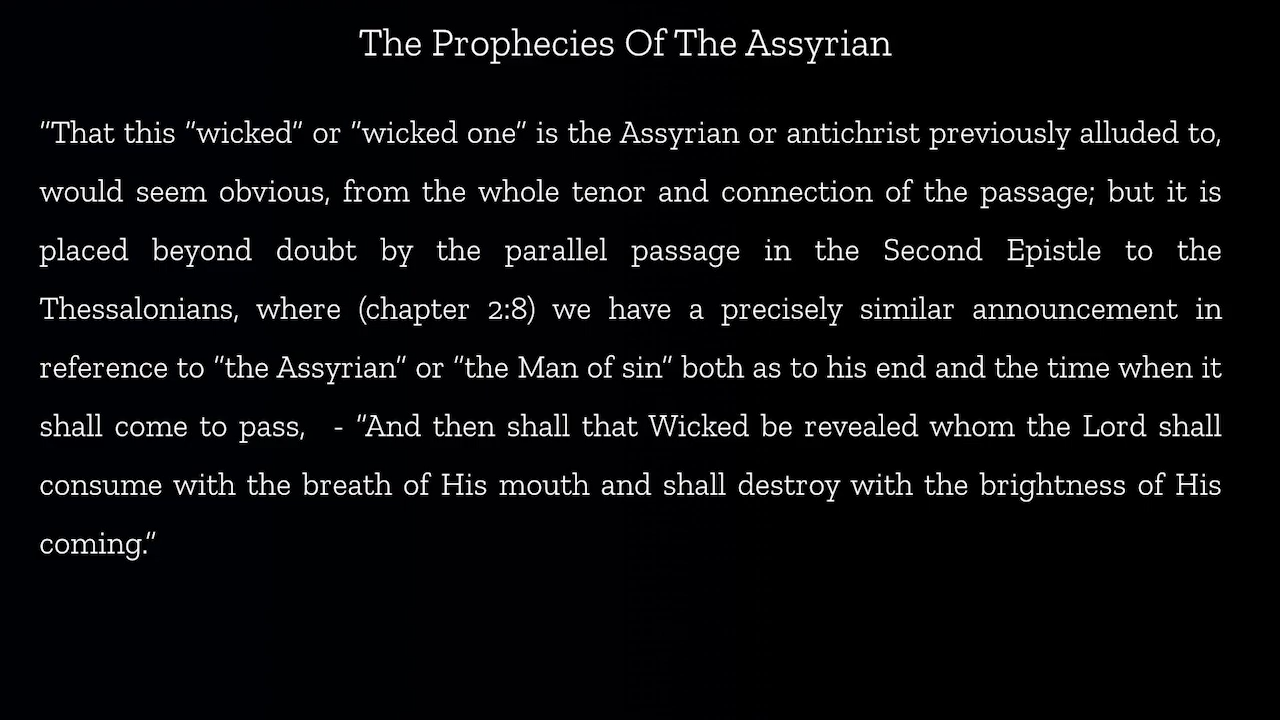 The Prophecies Of The Assyrian
"That this "wicked" or "wicked one" is the Assyrian or antichrist previously alluded to,
would seem obvious, from the whole tenor and connection of the passage; but it is
placed beyond doubt by the parallel passage in the Second Epistle to the
Thessalonians, where (chapter 2:8) we have a precisely similar announcement in
reference to "the Assyrian" or "the Man of sin" both as to his end and the time when it
shall come to pass, - "And then shall that Wicked be revealed whom the Lord shall
consume with the breath of His mouth and shall destroy with the brightness of His
coming."